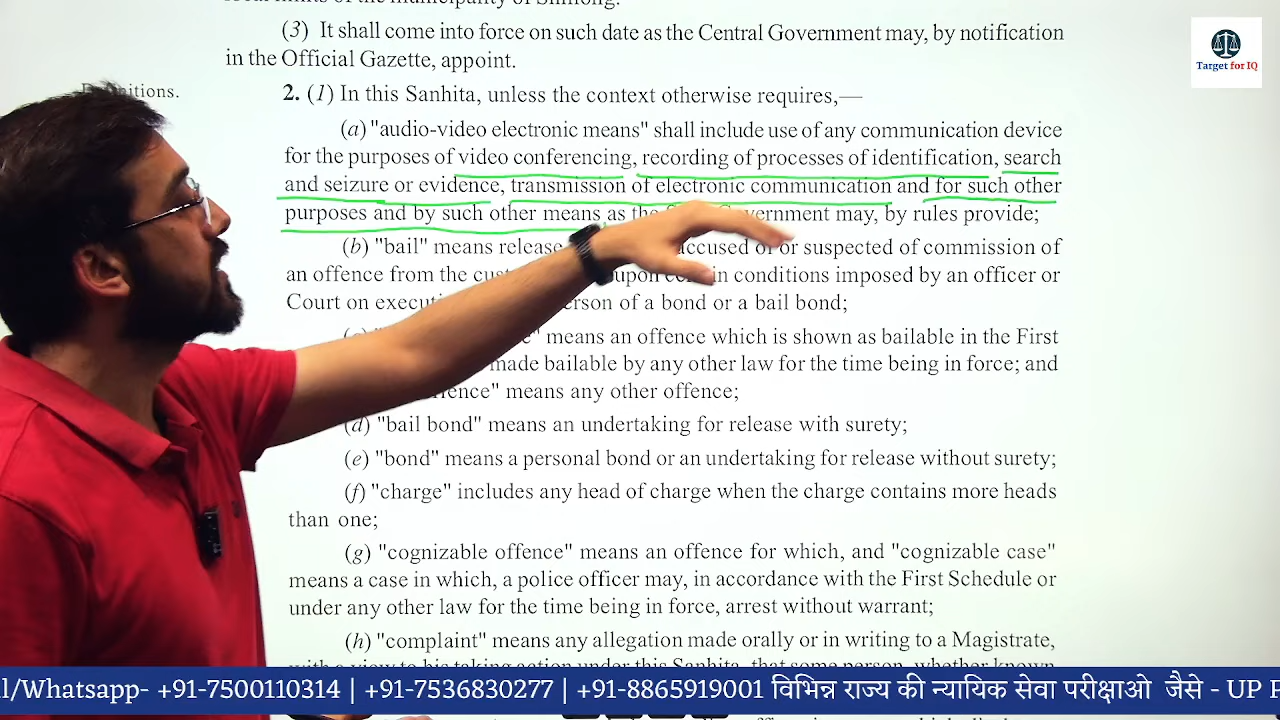 (3) It shall come into force on such date as the Central Government may, by notification
in the Official Gazette, appoint.
Target for IQ
2. (1) In this Sanhita, unless the context otherwise requires,—
(a) "audio-video electronic means" shall include use of any communication device
for the purposes of video conferencing, recording of processes of identification, search
and seizure or evidence, transmission of electronic communication and for such other
purposes and by such other means as the Government may, by rules provide;
(b) "bail" means release accused of or suspected of commission of
an offence from the upon conditions imposed by an officer or
Court on of a bond or a bail bond;
means an offence which is shown as bailable in the First
made bailable by any other law for the time being in force; and
means any other offence;
(d) "bail bond" means an undertaking for release with surety;
(e) "bond" means a personal bond or an undertaking for release without surety;
(f) "charge" includes any head of charge when the charge contains more heads
than one;
(g) "cognizable offence" means an offence for which, and "cognizable case"
means a case in which, a police officer may, in accordance with the First Schedule or
under any other law for the time being in force, arrest without warrant;
(h) "complaint" means any allegation made orally or in writing to a Magistrate,
l/Whatsapp- +91-7500110314 | +91-7536830277 | +91-8865919001 विभिन्न राज्य की न्यायिक सेवा परीक्षाओ जैसे - UP